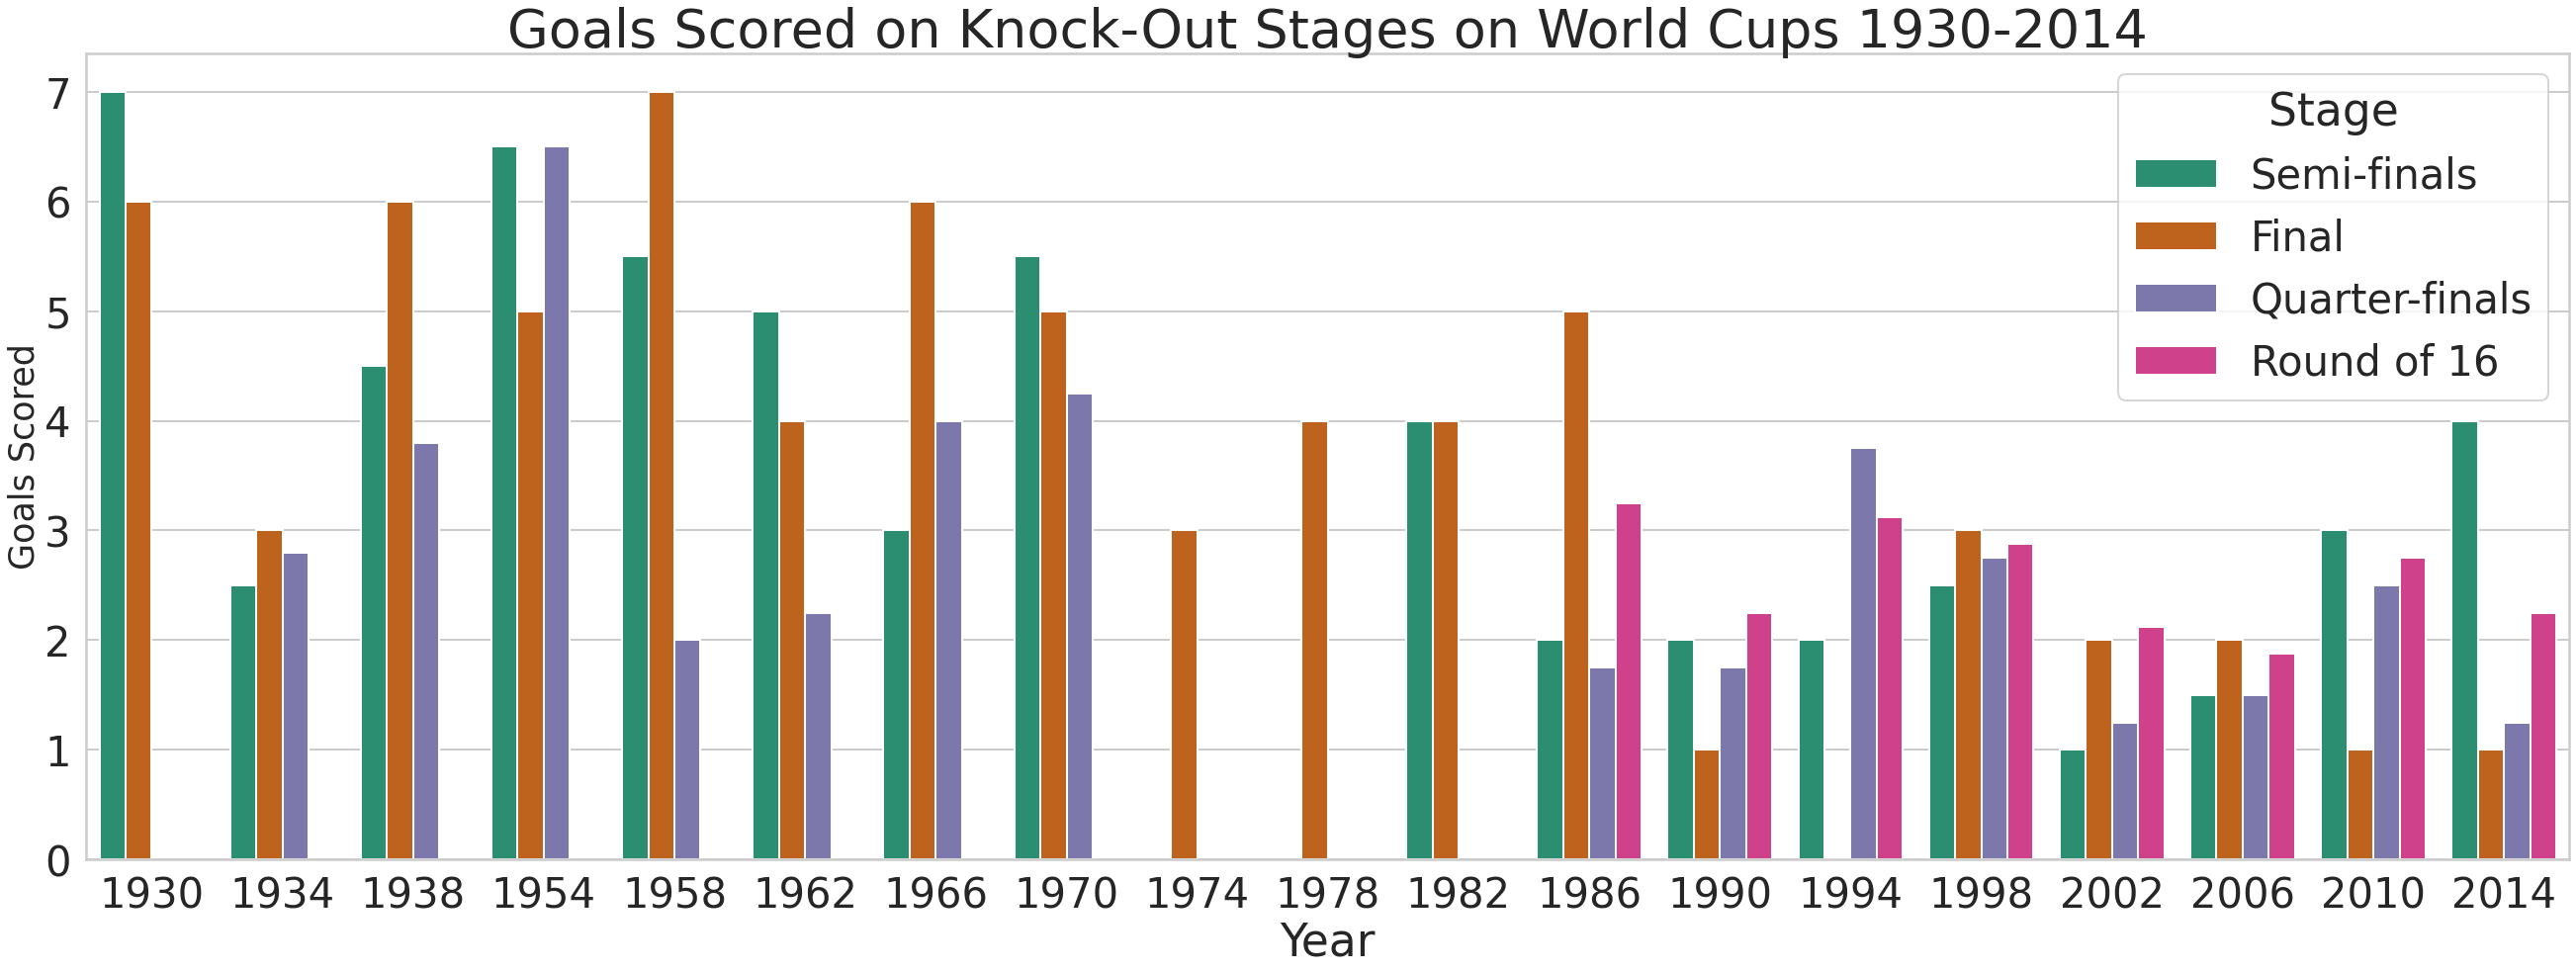 Goals Scored on Knock-Out Stages on World Cups 1930-2014
7
6
5
4
3
2
1
0
Goals Scored
Stage
Semi-finals
Final
Quarter-finals
Round of 16
1930 1934 1938 1954 1958 1962 1966 1970 1974 1978 1982 1986 1990 1994 1998 2002 2006 2010 2014
Year